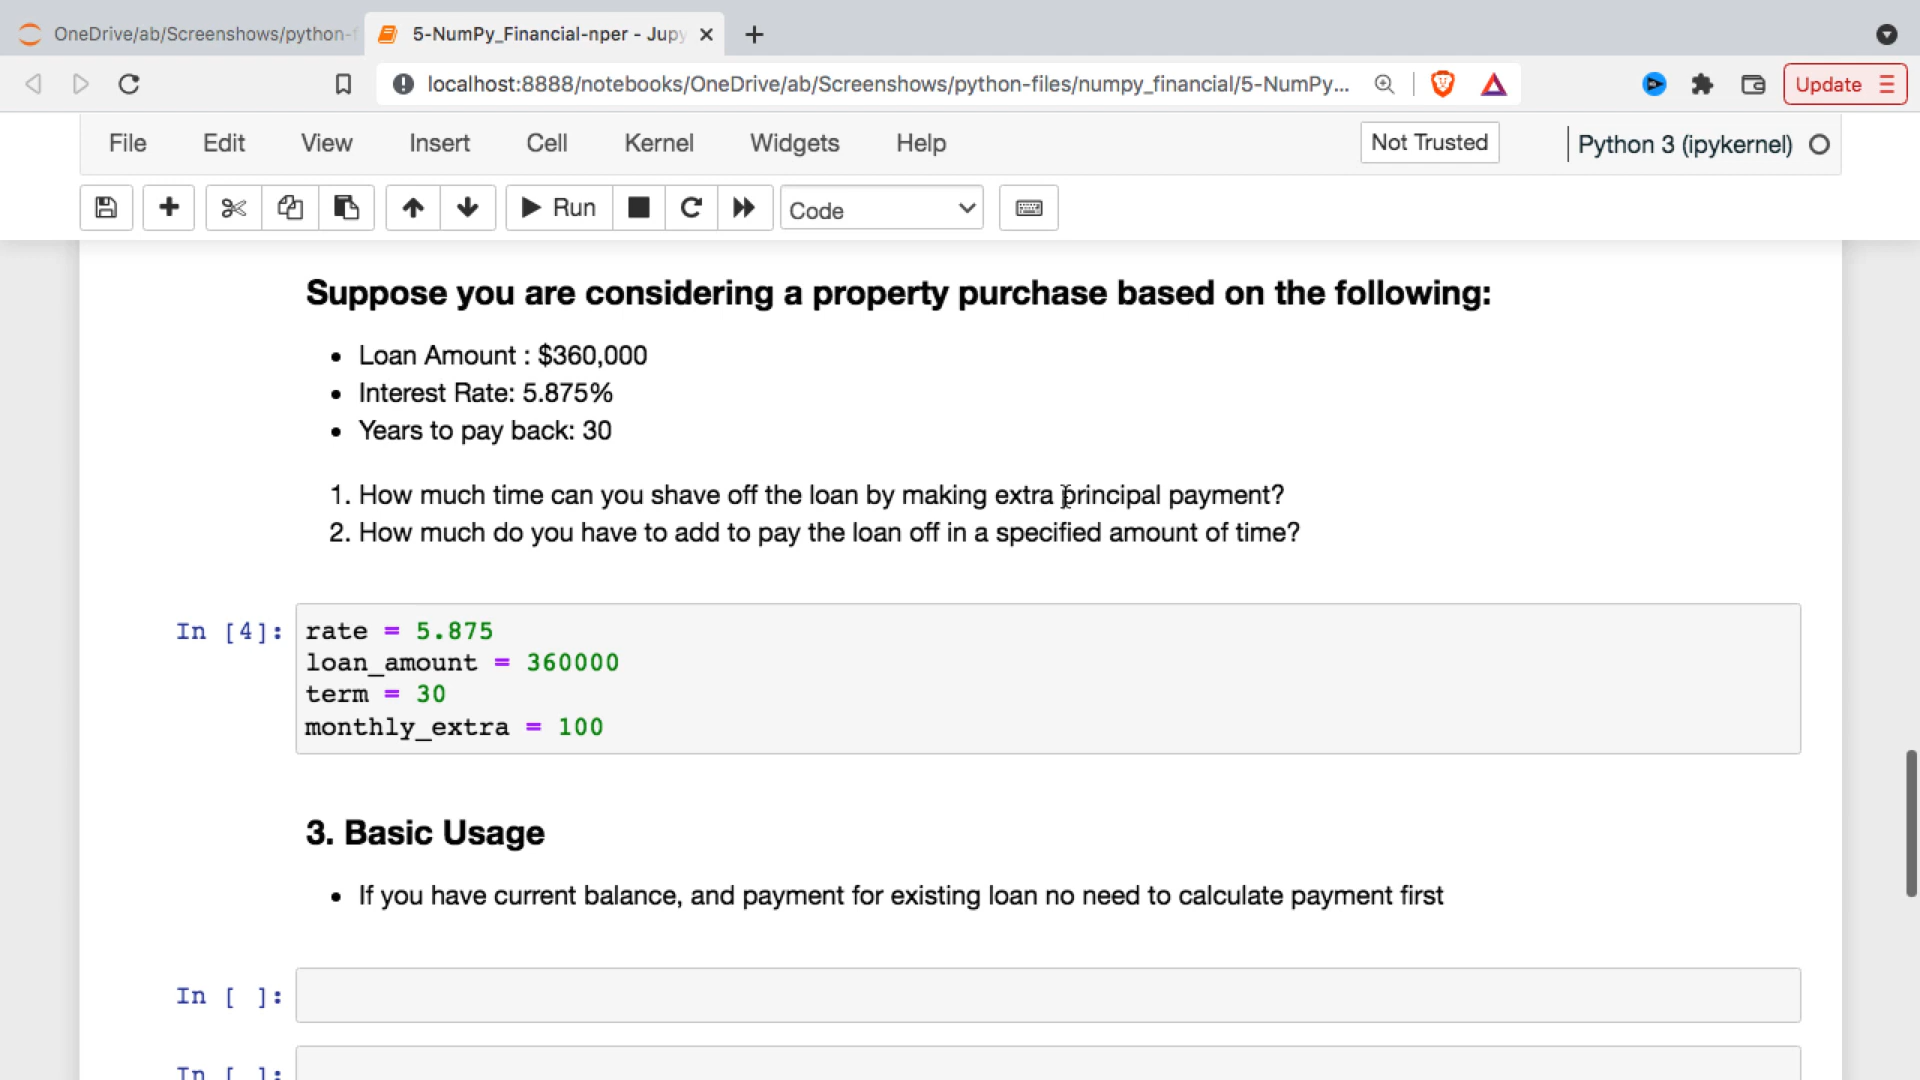 OneDrive/ab/Screenshows/python-f
5-NumPy_Financial-nper - Jupy
localhost:8888/notebooks/OneDrive/ab/Screenshows/python-files/numpy_financial/5-NumPy...
Update
File Edit View Insert Cell Kernel Widgets Help Not Trusted Python 3 (ipykernel)
Run Code
Suppose you are considering a property purchase based on the following:
• Loan Amount : $360,000
• Interest Rate: 5.875%
• Years to pay back: 30
1. How much time can you shave off the loan by making extra principal payment?
2. How much do you have to add to pay the loan off in a specified amount of time?
In [4]: rate = 5.875
loan_amount = 360000
term = 30
monthly_extra = 100
3. Basic Usage
• If you have current balance, and payment for existing loan no need to calculate payment first
In [ ]:
In [ ]: